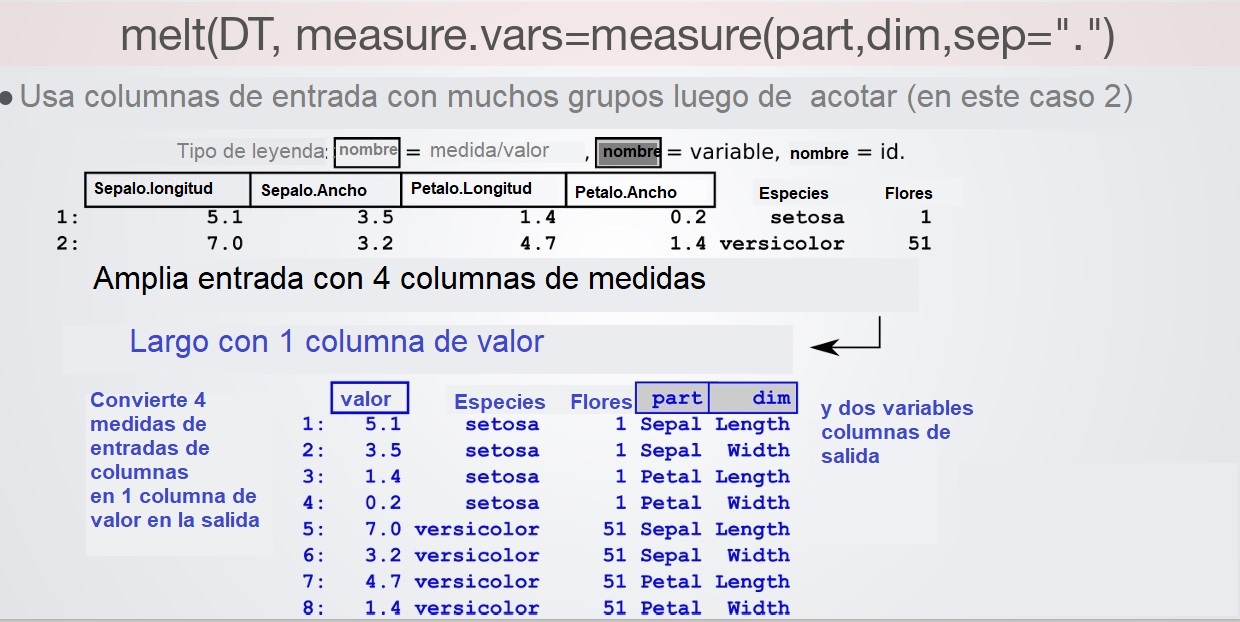 melt(DT, measure.vars=measure(part,dim,sep=".")
• Usa columnas de entrada con muchos grupos luego de acotar (en este caso 2)
Tipo de leyenda: nombre = medida/valor , nombre = variable, nombre = id.
Sepalo.longitud Sepalo.Ancho Petalo.Longitud Petalo.Ancho Especies Flores
1: 5.1 3.5 1.4 0.2 setosa 1
2: 7.0 3.2 4.7 1.4 versicolor 51
Amplia entrada con 4 columnas de medidas
Largo con 1 columna de valor
Convierte 4
medidas de
entradas de
columnas
en 1 columna de
valor en la salida
valor Especies Flores part dim
1: 5.1 setosa 1 Sepal Length
2: 3.5 setosa 1 Sepal Width
3: 1.4 setosa 1 Petal Length
4: 0.2 setosa 1 Petal Width
5: 7.0 versicolor 51 Sepal Length
6: 3.2 versicolor 51 Sepal Width
7: 4.7 versicolor 51 Petal Length
8: 1.4 versicolor 51 Petal Width
y dos variables
columnas de
salida